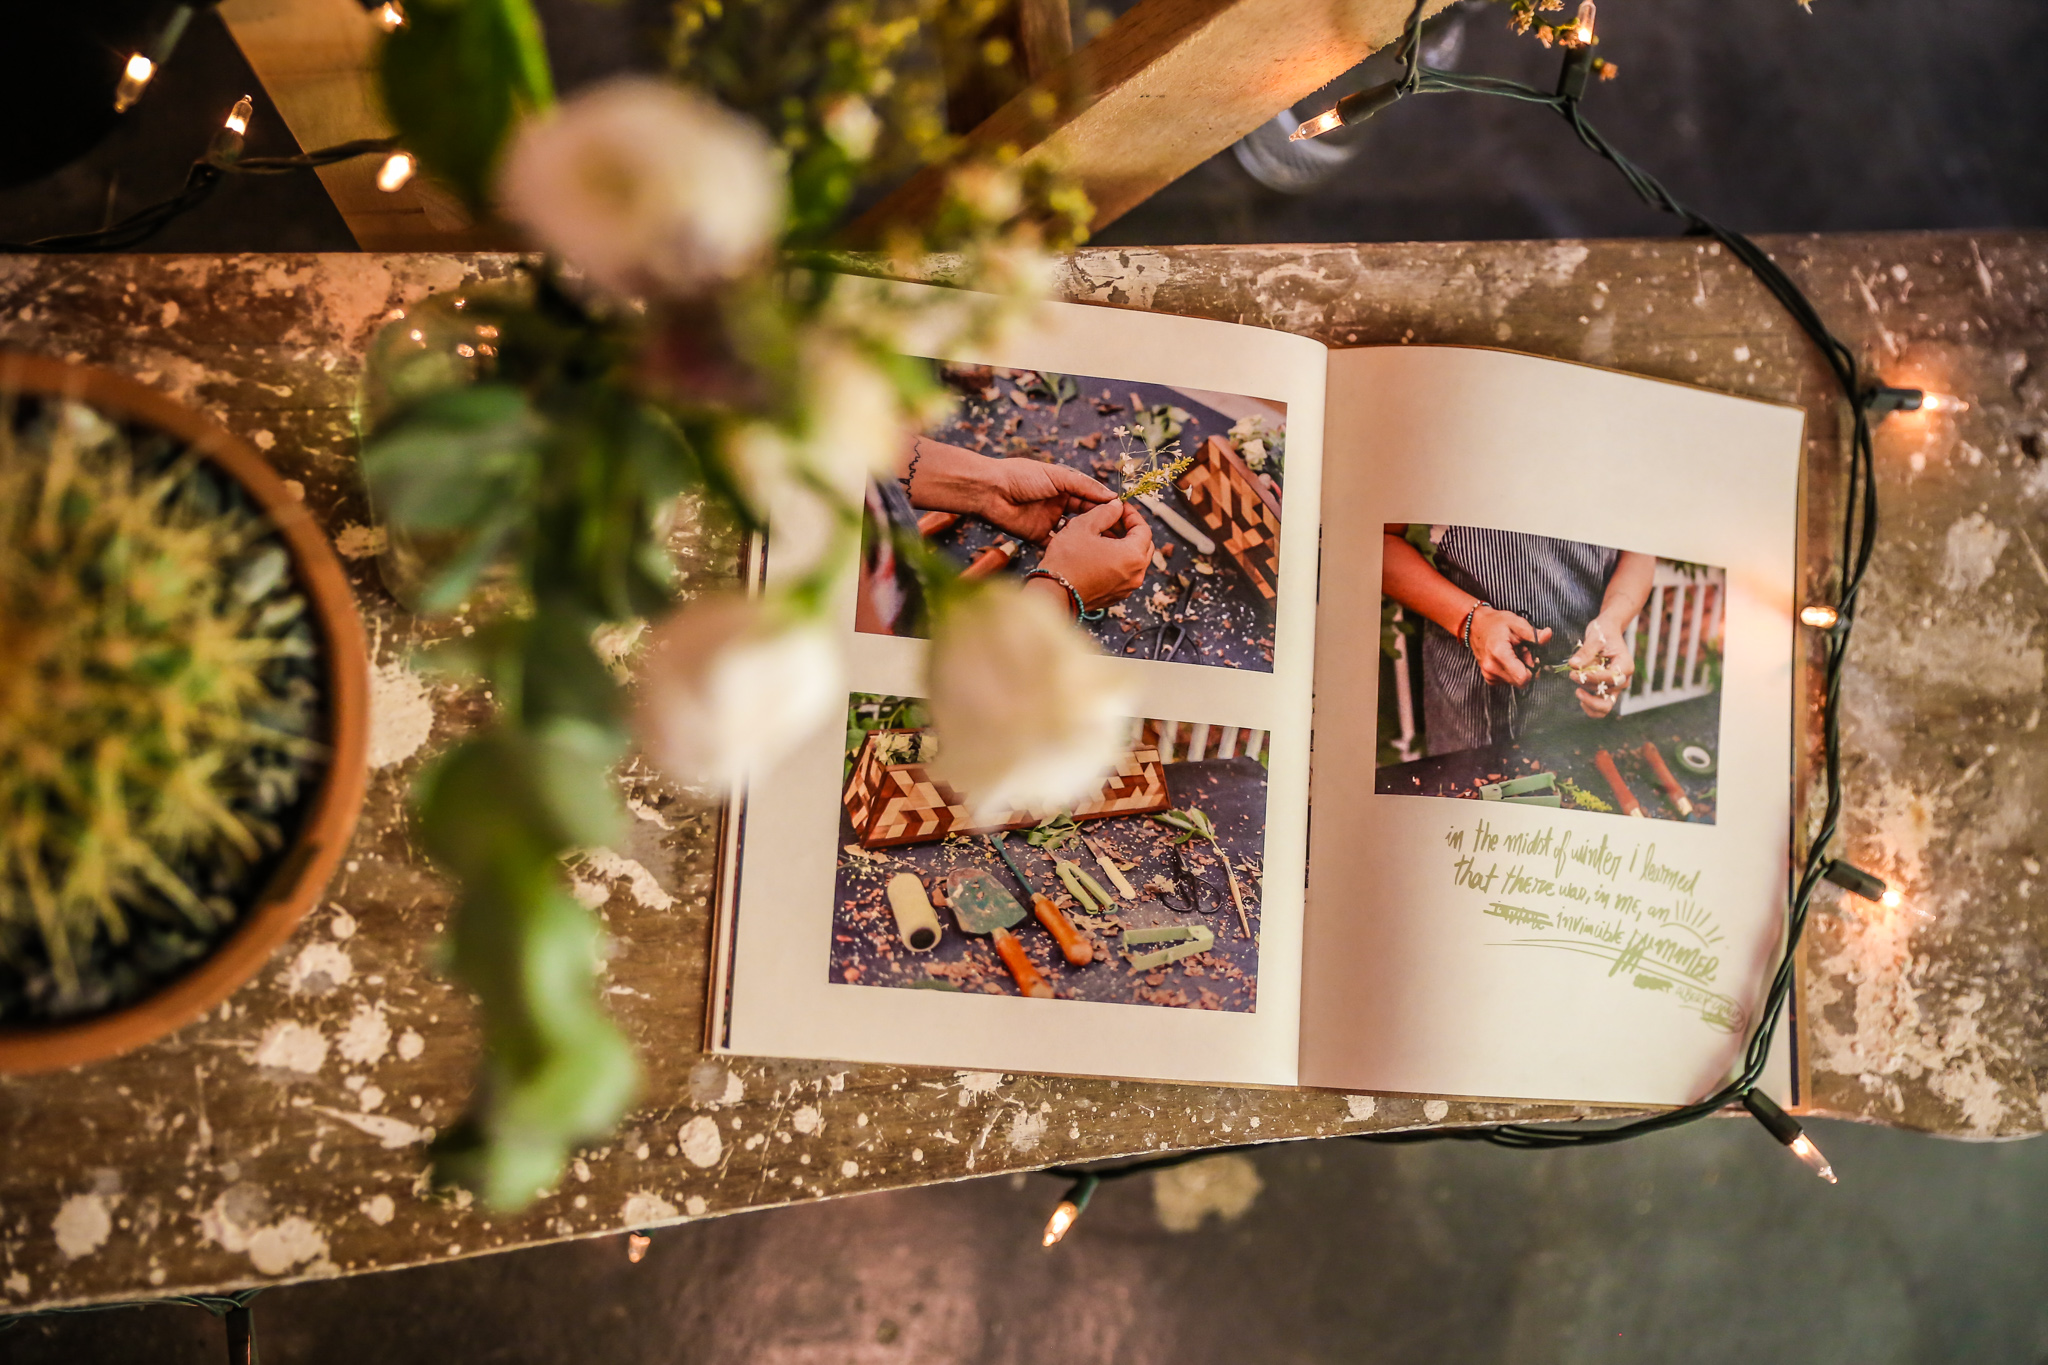 in the midst of winter i learned
that there was, in me, an
invincible summer